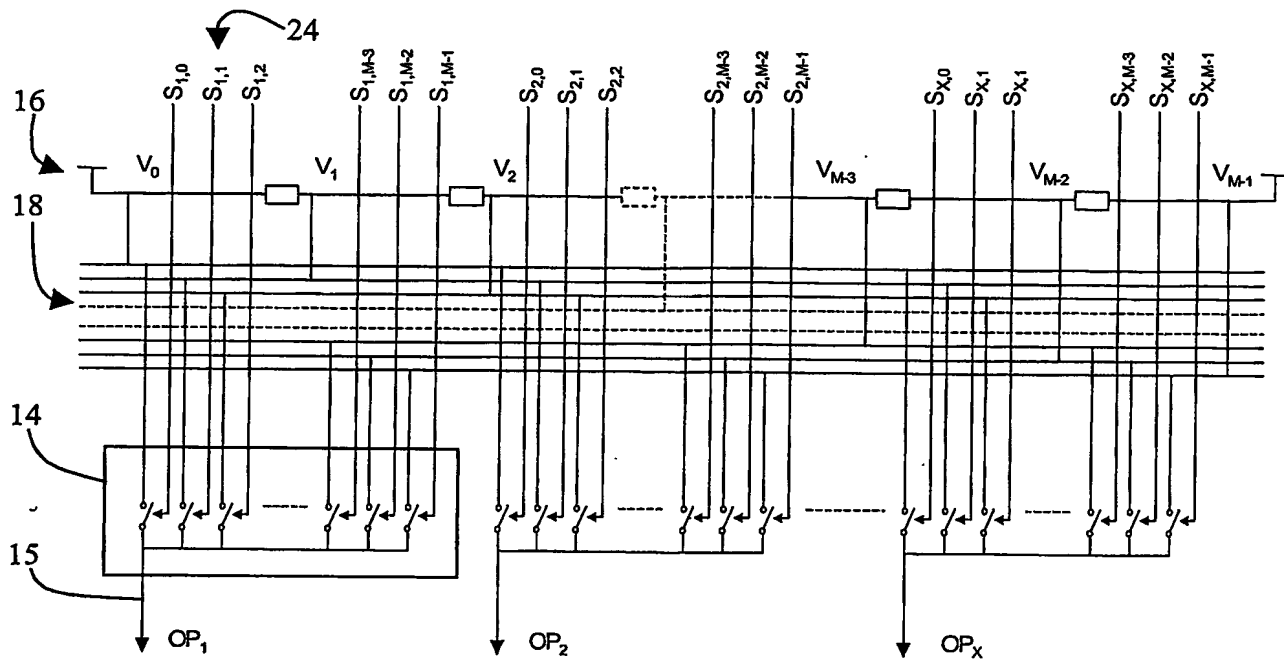 24
S1,0 S1,1 S1,2 S1,M-3 S1,M-2 S1,M-1 S2,0 S2,1 S2,2 S2,M-3 S2,M-2 S2,M-1 SX,0 SX,1 SX,1 SX,M-3 SX,M-2 SX,M-1
16
V0 V1 V2 VM-3 VM-2 VM-1
18
14
15
OP1 OP2 OPX